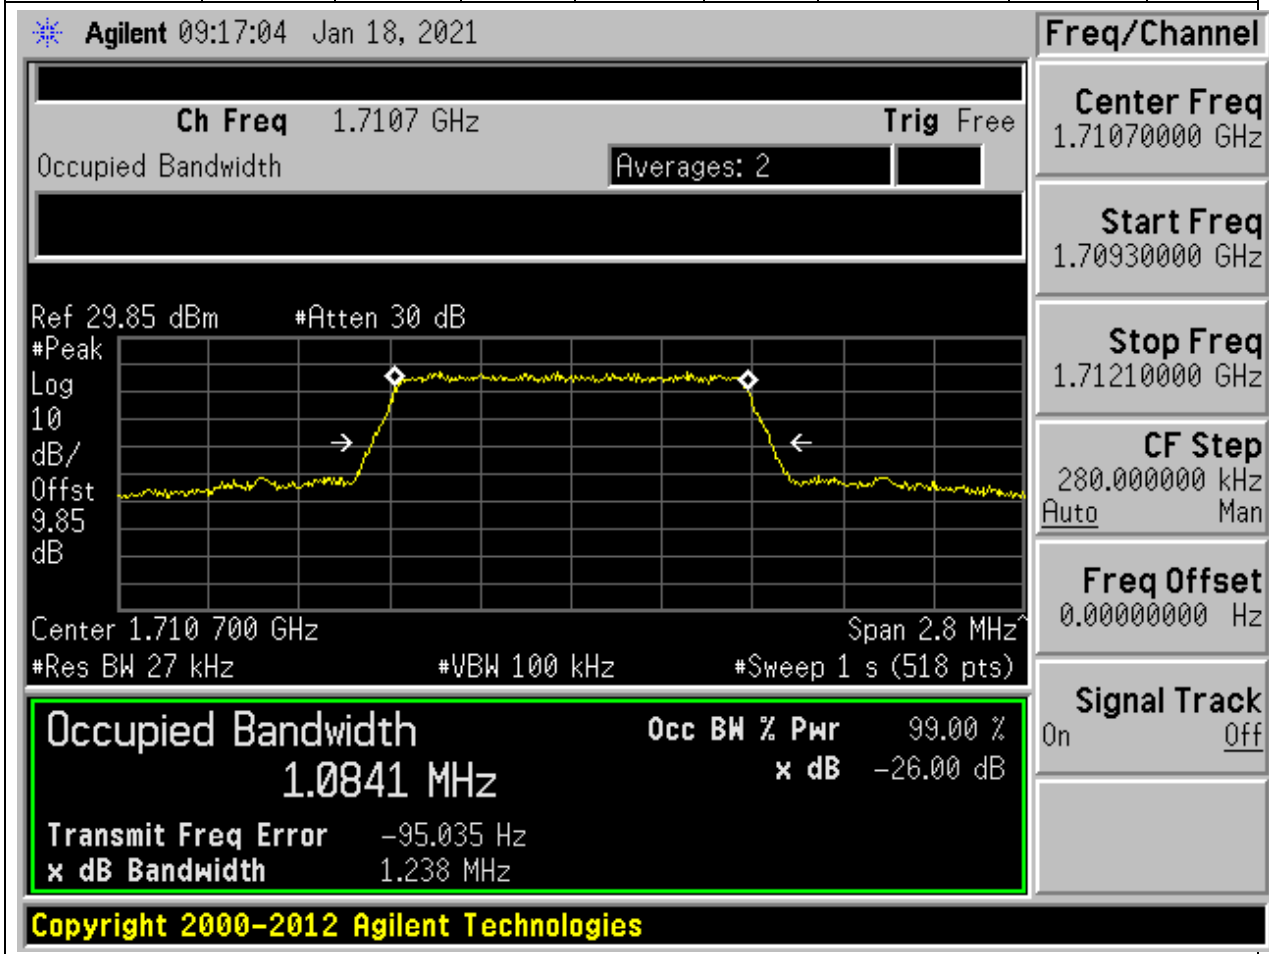 Agilent 09:17:04 Jan 18, 2021
Freq/Channel
Ch Freq 1.7107 GHz Trig Free
Occupied Bandwidth Averages: 2
Ref 29.85 dBm #Atten 30 dB
#Peak
Log
10
dB/
Offst
9.85
dB
Center 1.710 700 GHz Span 2.8 MHz^
#Res BW 27 kHz #VBW 100 kHz #Sweep 1 s (518 pts)
Occupied Bandwidth Occ BW % Pwr 99.00 %
1.0841 MHz x dB -26.00 dB
Transmit Freq Error -95.035 Hz
x dB Bandwidth 1.238 MHz
Center Freq
1.71070000 GHz
Start Freq
1.70930000 GHz
Stop Freq
1.71210000 GHz
CF Step
280.000000 kHz
Auto Man
Freq Offset
0.00000000 Hz
Signal Track
On Off
Copyright 2000-2012 Agilent Technologies